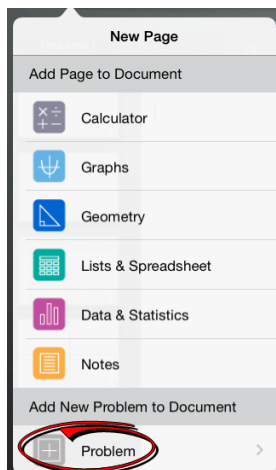 New Page
Add Page to Document
Calculator
Graphs
Geometry
Lists & Spreadsheet
Data & Statistics
Notes
Add New Problem to Document
Problem